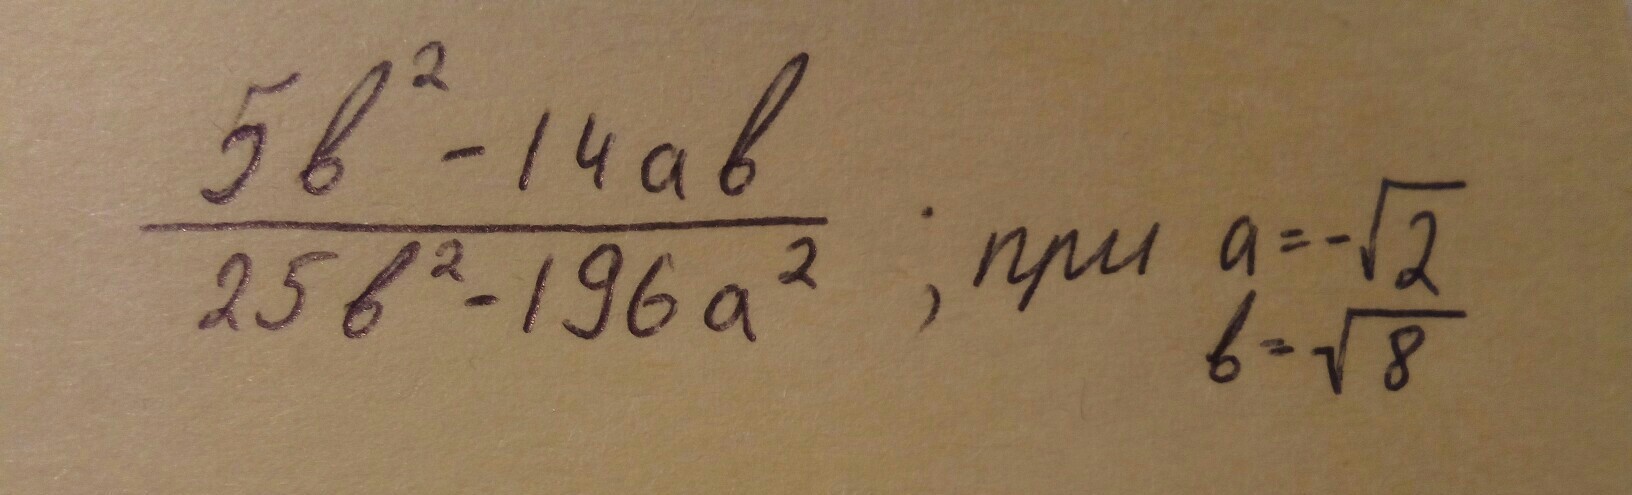 5в² - 14ав
25в² - 196а² ; при а = -√2
в = √8